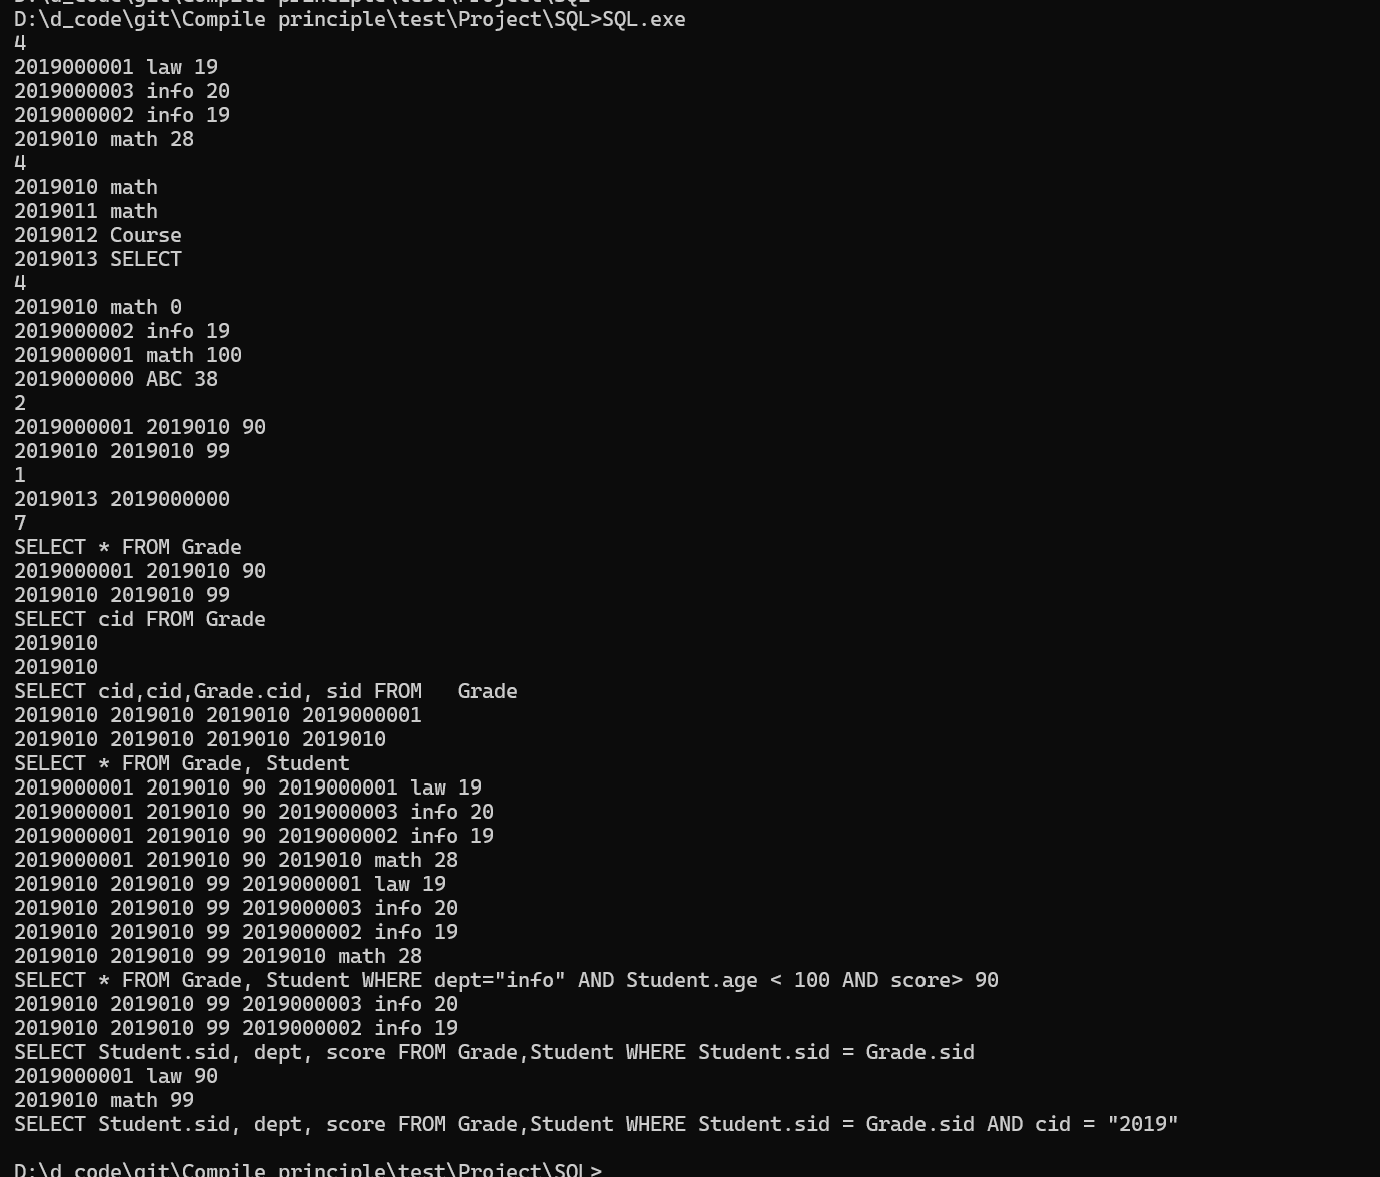 D:\d_code\git\Compile principle\test\Project\SQL
D:\d_code\git\Compile principle\test\Project\SQL>SQL.exe
4
2019000001 law 19
2019000003 info 20
2019000002 info 19
2019010 math 28
4
2019010 math
2019011 math
2019012 Course
2019013 SELECT
4
2019010 math 0
2019000002 info 19
2019000001 math 100
2019000000 ABC 38
2
2019000001 2019010 90
2019010 2019010 99
1
2019013 2019000000
7
SELECT * FROM Grade
2019000001 2019010 90
2019010 2019010 99
SELECT cid FROM Grade
2019010
2019010
SELECT cid,cid,Grade.cid, sid FROM   Grade
2019010 2019010 2019010 2019000001
2019010 2019010 2019010 2019010
SELECT * FROM Grade, Student
2019000001 2019010 90 2019000001 law 19
2019000001 2019010 90 2019000003 info 20
2019000001 2019010 90 2019000002 info 19
2019000001 2019010 90 2019010 math 28
2019010 2019010 99 2019000001 law 19
2019010 2019010 99 2019000003 info 20
2019010 2019010 99 2019000002 info 19
2019010 2019010 99 2019010 math 28
SELECT * FROM Grade, Student WHERE dept="info" AND Student.age < 100 AND score> 90
2019010 2019010 99 2019000003 info 20
2019010 2019010 99 2019000002 info 19
SELECT Student.sid, dept, score FROM Grade,Student WHERE Student.sid = Grade.sid
2019000001 law 90
2019010 math 99
SELECT Student.sid, dept, score FROM Grade,Student WHERE Student.sid = Grade.sid AND cid = "2019"
D:\d_code\git\Compile principle\test\Project\SQL>